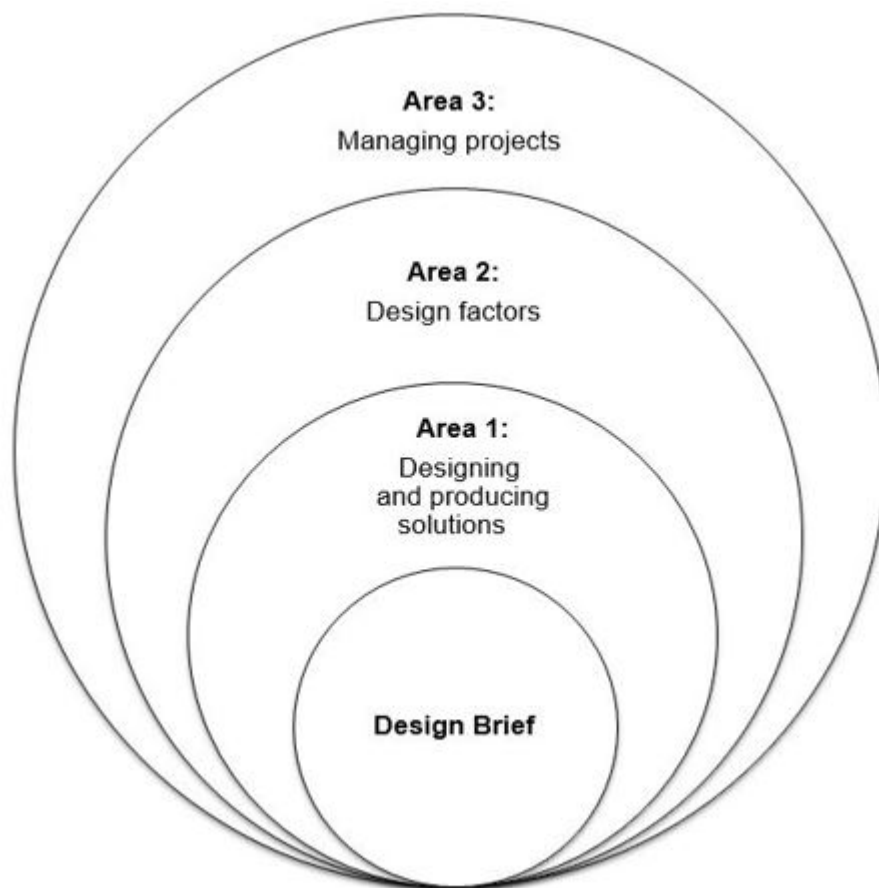 Area 3:
Managing projects
Area 2:
Design factors
Area 1:
Designing
and producing
solutions
Design Brief